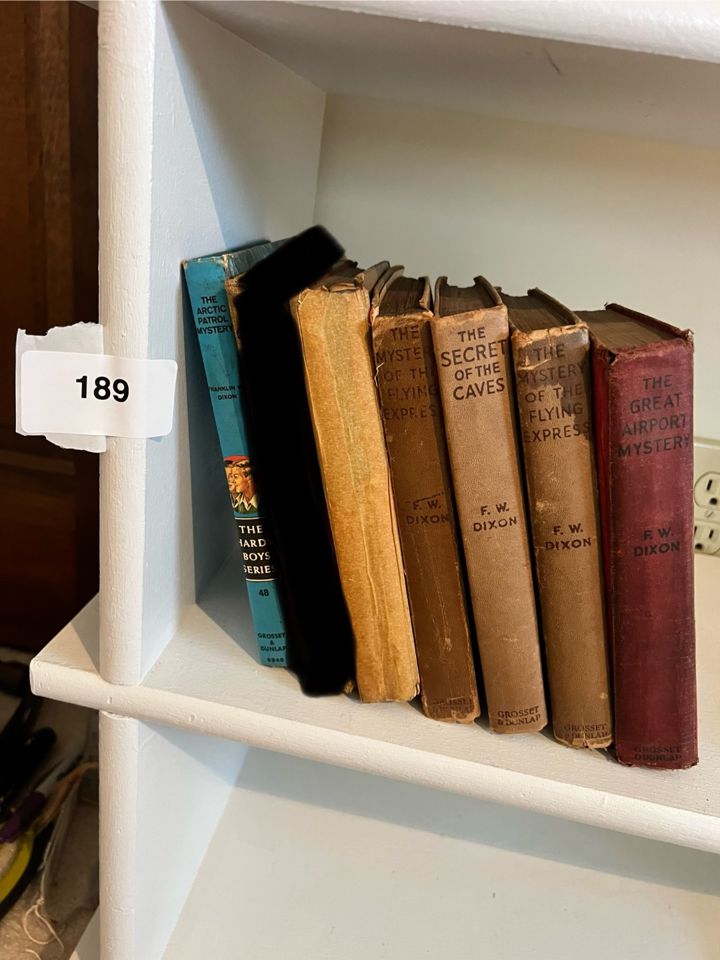 189
THE
ARCTIC
PATROL
MYSTERY
FRANKLIN W.
DIXON
THE
HARDY
BOYS
SERIES
48
GROSSET
&
DUNLAP
THE
MYSTERY
OF THE
FLYING
EXPRESS
F. W.
DIXON
THE
SECRET
OF THE
CAVES
F. W.
DIXON
GROSSET
& DUNLAP
THE
MYSTERY
OF THE
FLYING
EXPRESS
F. W.
DIXON
GROSSET
& DUNLAP
THE
GREAT
AIRPORT
MYSTERY
F. W.
DIXON
GROSSET
& DUNLAP